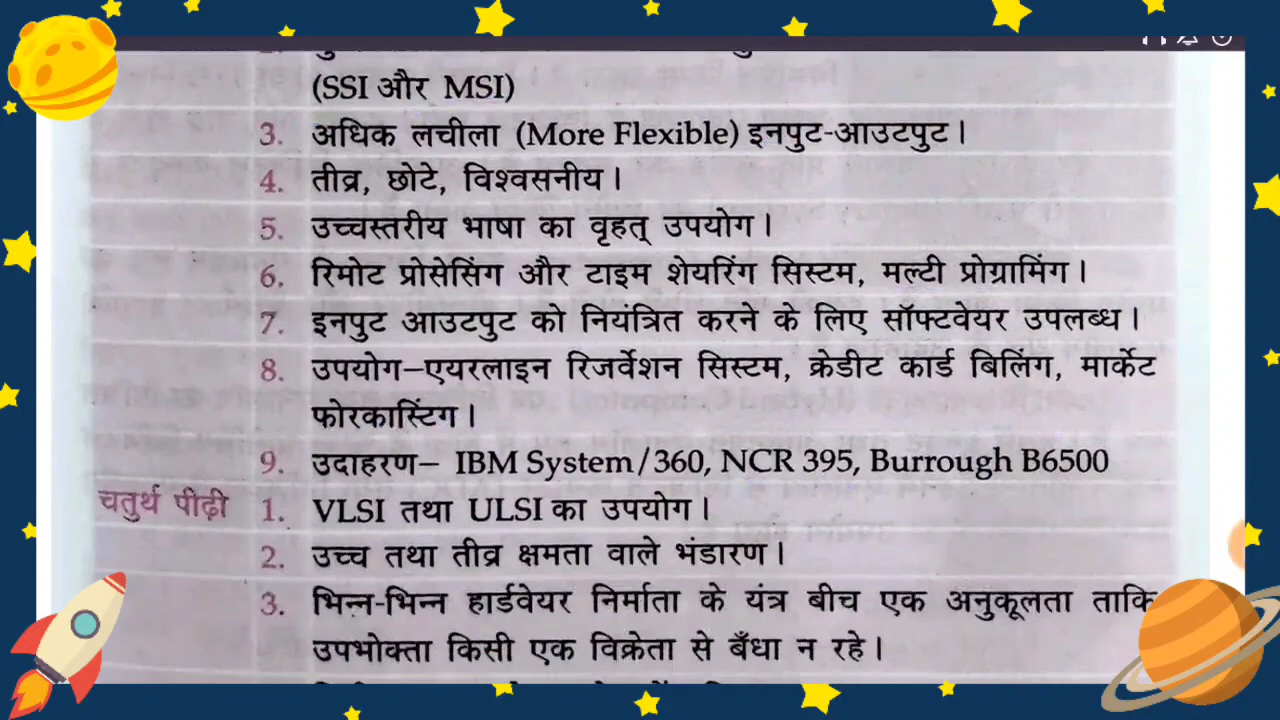 (SSI और MSI)
3. अधिक लचीला (More Flexible) इनपुट-आउटपुट।
4. तीव्र, छोटे, विश्वसनीय।
5. उच्चस्तरीय भाषा का वृहत् उपयोग।
6. रिमोट प्रोसेसिंग और टाइम शेयरिंग सिस्टम, मल्टी प्रोग्रामिंग।
7. इनपुट आउटपुट को नियंत्रित करने के लिए सॉफ्टवेयर उपलब्ध।
8. उपयोग–एयरलाइन रिजर्वेशन सिस्टम, क्रेडीट कार्ड बिलिंग, मार्केट
फोरकास्टिंग।
9. उदाहरण– IBM System/360, NCR 395, Burrough B6500
चतुर्थ पीढ़ी 1. VLSI तथा ULSI का उपयोग।
2. उच्च तथा तीव्र क्षमता वाले भंडारण।
3. भिन्न-भिन्न हार्डवेयर निर्माता के यंत्र बीच एक अनुकूलता ताकि
उपभोक्ता किसी एक विक्रेता से बँधा न रहे।